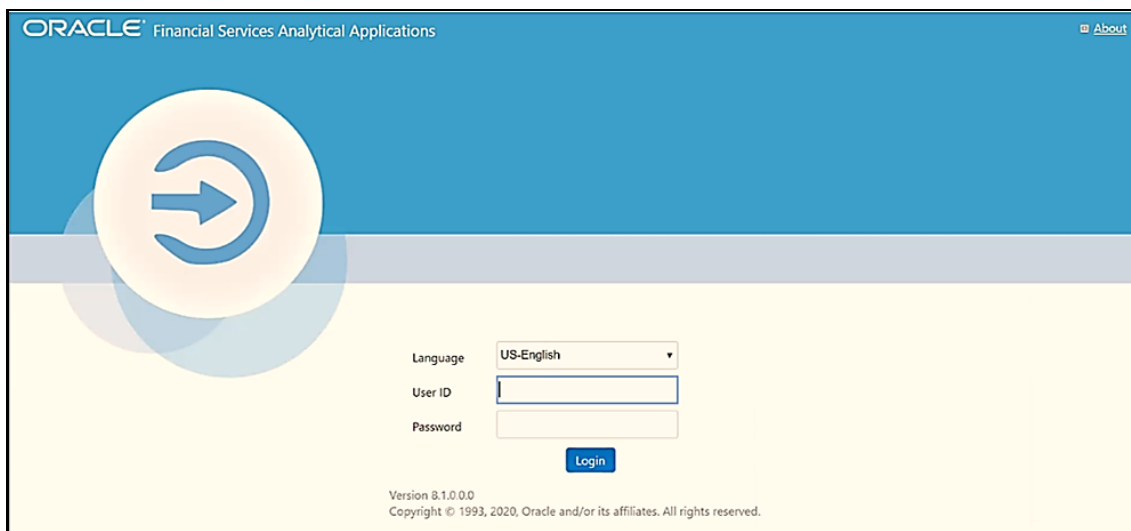 ORACLE® Financial Services Analytical Applications
About
Language US-English
User ID
Password
Login
Version 8.1.0.0.0
Copyright © 1993, 2020, Oracle and/or its affiliates. All rights reserved.